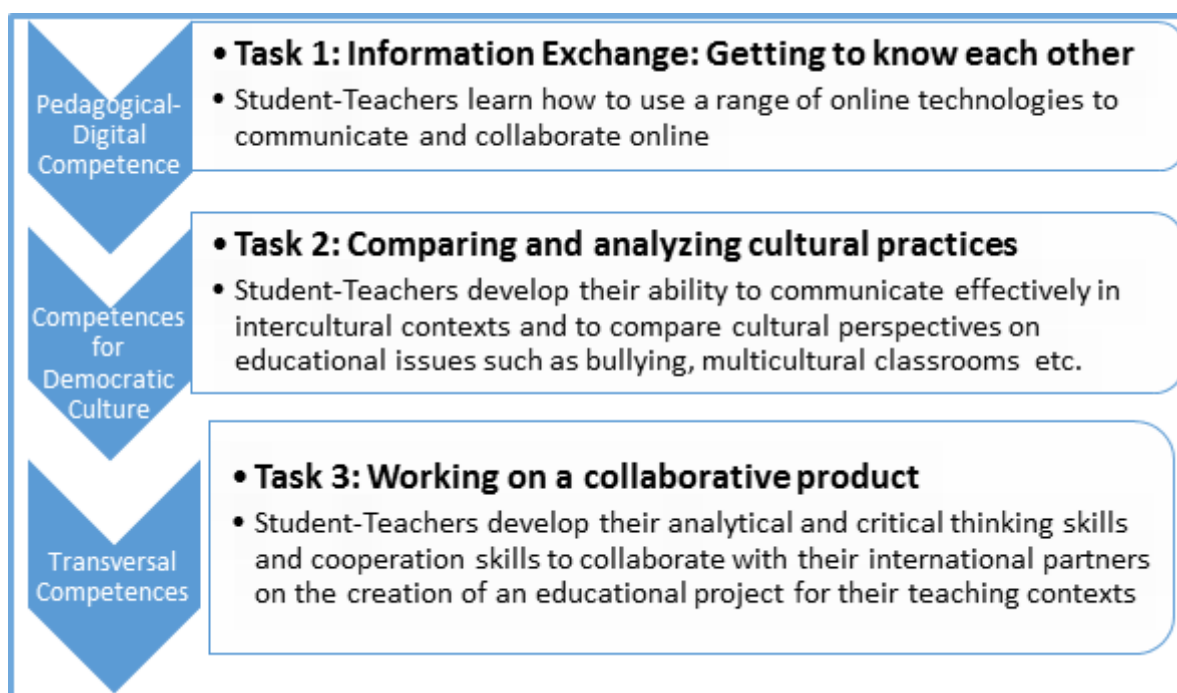 Pedagogical-
Digital
Competence
• Task 1: Information Exchange: Getting to know each other
• Student-Teachers learn how to use a range of online technologies to
communicate and collaborate online
Competences
for
Democratic
Culture
• Task 2: Comparing and analyzing cultural practices
• Student-Teachers develop their ability to communicate effectively in
intercultural contexts and to compare cultural perspectives on
educational issues such as bullying, multicultural classrooms etc.
Transversal
Competences
• Task 3: Working on a collaborative product
• Student-Teachers develop their analytical and critical thinking skills
and cooperation skills to collaborate with their international partners
on the creation of an educational project for their teaching contexts